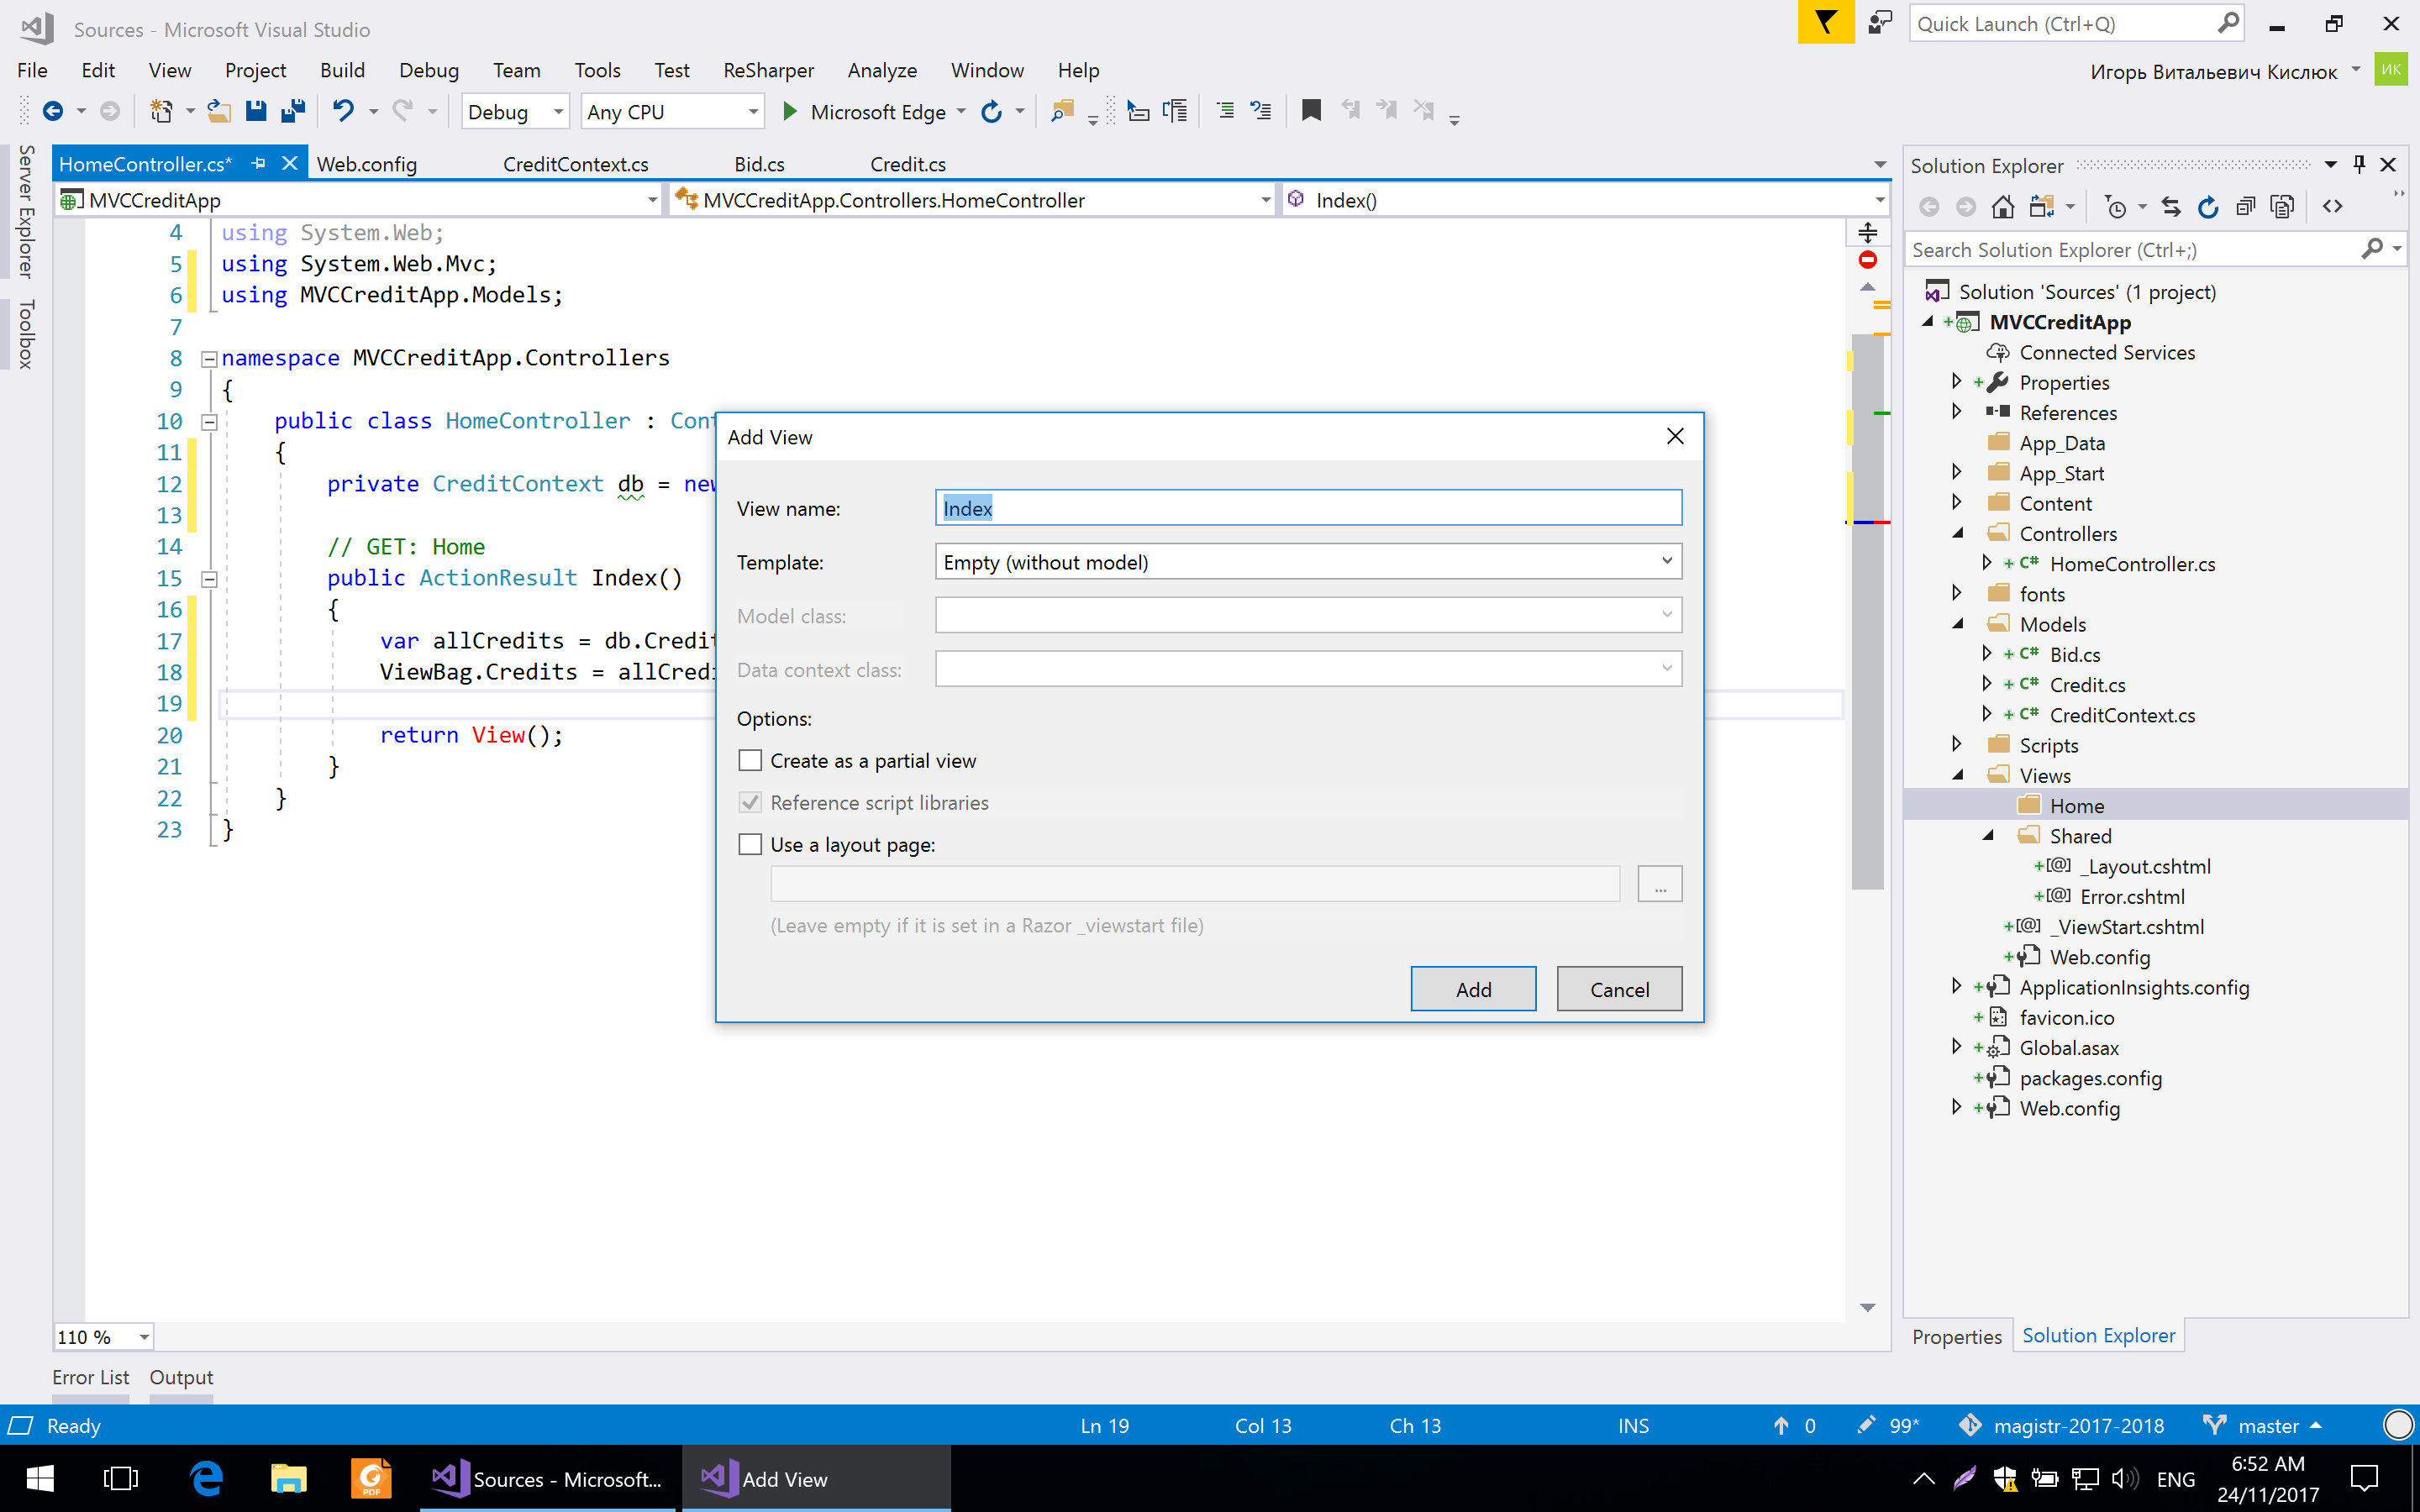 Sources - Microsoft Visual Studio
Quick Launch (Ctrl+Q)
File Edit View Project Build Debug Team Tools Test ReSharper Analyze Window Help
Игорь Витальевич Кислюк ИК
Debug Any CPU Microsoft Edge
Server Explorer
Toolbox
HomeController.cs* Web.config CreditContext.cs Bid.cs Credit.cs
MVCCreditApp MVCCreditApp.Controllers.HomeController Index()
4 using System.Web;
5 using System.Web.Mvc;
6 using MVCCreditApp.Models;
7
8 namespace MVCCreditApp.Controllers
9 {
10 public class HomeController : Cont
11 {
12 private CreditContext db = new
13
14 // GET: Home
15 public ActionResult Index()
16 {
17 var allCredits = db.Credit
18 ViewBag.Credits = allCredi
19
20 return View();
21 }
22 }
23 }
110 %
Add View
View name: Index
Template: Empty (without model)
Model class:
Data context class:
Options:
Create as a partial view
Reference script libraries
Use a layout page:
...
(Leave empty if it is set in a Razor _viewstart file)
Add Cancel
Solution Explorer
Search Solution Explorer (Ctrl+;)
Solution 'Sources' (1 project)
MVCCreditApp
Connected Services
Properties
References
App_Data
App_Start
Content
Controllers
C# HomeController.cs
fonts
Models
C# Bid.cs
C# Credit.cs
C# CreditContext.cs
Scripts
Views
Home
Shared
[@] _Layout.cshtml
[@] Error.cshtml
[@] _ViewStart.cshtml
Web.config
ApplicationInsights.config
favicon.ico
Global.asax
packages.config
Web.config
Properties Solution Explorer
Error List Output
Ready Ln 19 Col 13 Ch 13 INS 0 99* magistr-2017-2018 master
PDF Sources - Microsoft... Add View ENG 6:52 AM
24/11/2017